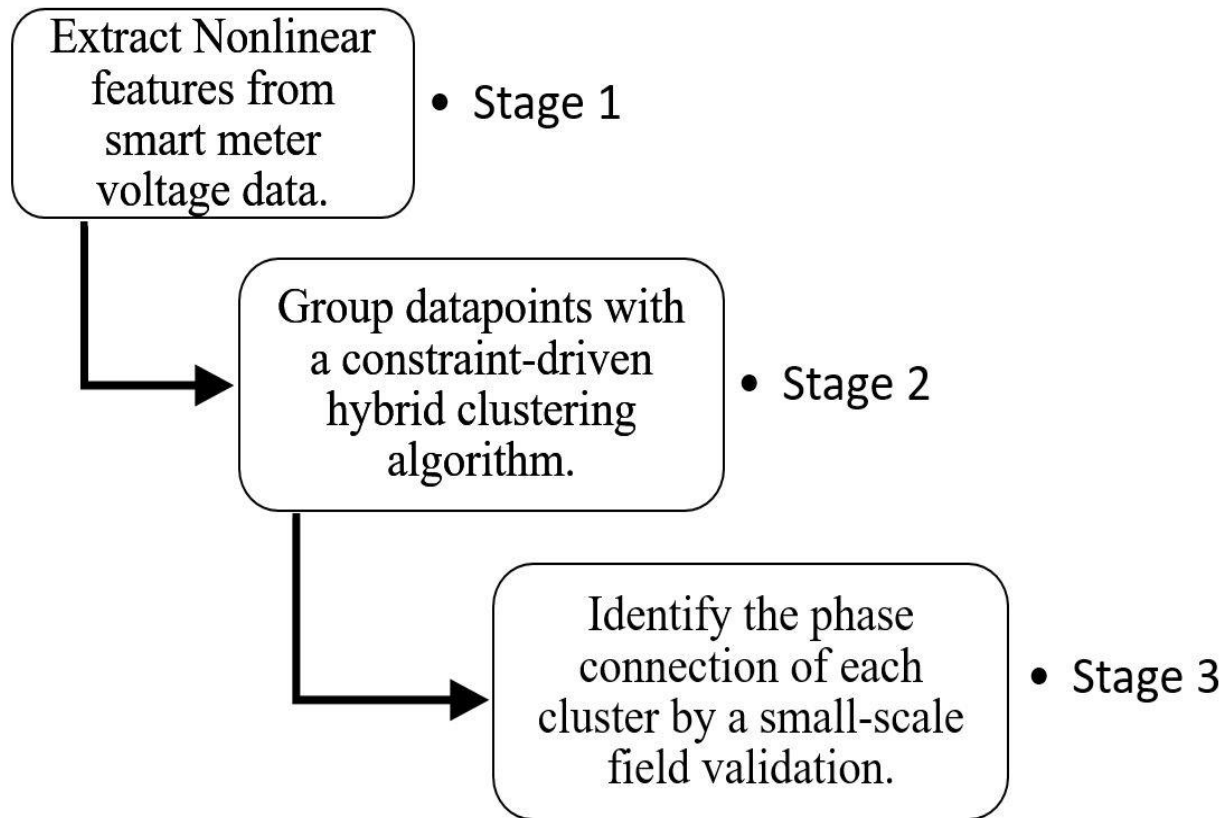 Extract Nonlinear
features from
smart meter
voltage data.
• Stage 1
Group datapoints with
a constraint-driven
hybrid clustering
algorithm.
• Stage 2
Identify the phase
connection of each
cluster by a small-scale
field validation.
• Stage 3